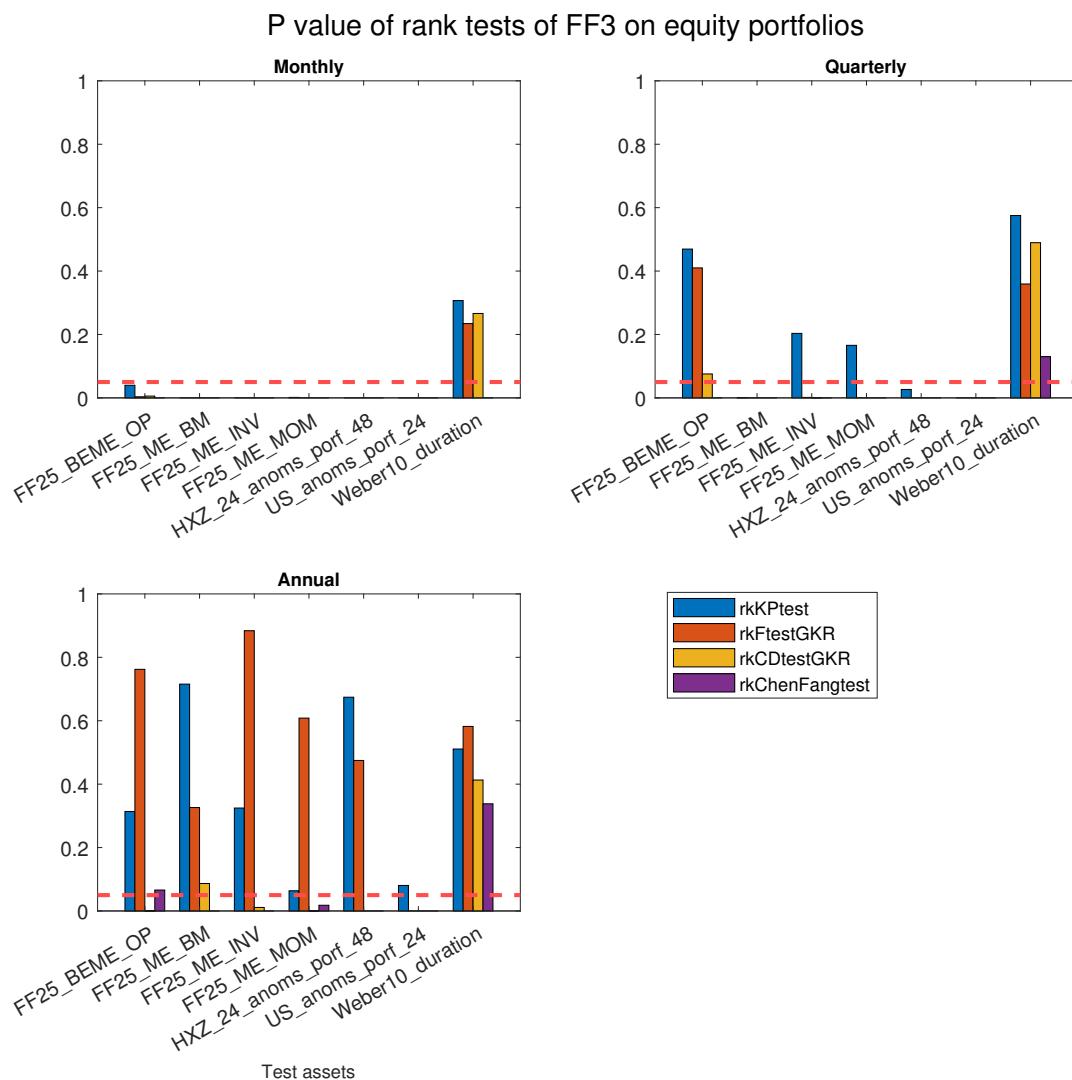 P value of rank tests of FF3 on equity portfolios
Monthly
1
0.8
0.6
0.4
0.2
0
FF25_BEME_OP
FF25_ME_BM
FF25_ME_INV
FF25_ME_MOM
HXZ_24_anoms_porf_48
US_anoms_porf_24
Weber10_duration
Quarterly
1
0.8
0.6
0.4
0.2
0
FF25_BEME_OP
FF25_ME_BM
FF25_ME_INV
FF25_ME_MOM
HXZ_24_anoms_porf_48
US_anoms_porf_24
Weber10_duration
Annual
1
0.8
0.6
0.4
0.2
0
FF25_BEME_OP
FF25_ME_BM
FF25_ME_INV
FF25_ME_MOM
HXZ_24_anoms_porf_48
US_anoms_porf_24
Weber10_duration
Test assets
rkKPtest
rkFtestGKR
rkCDtestGKR
rkChenFangtest